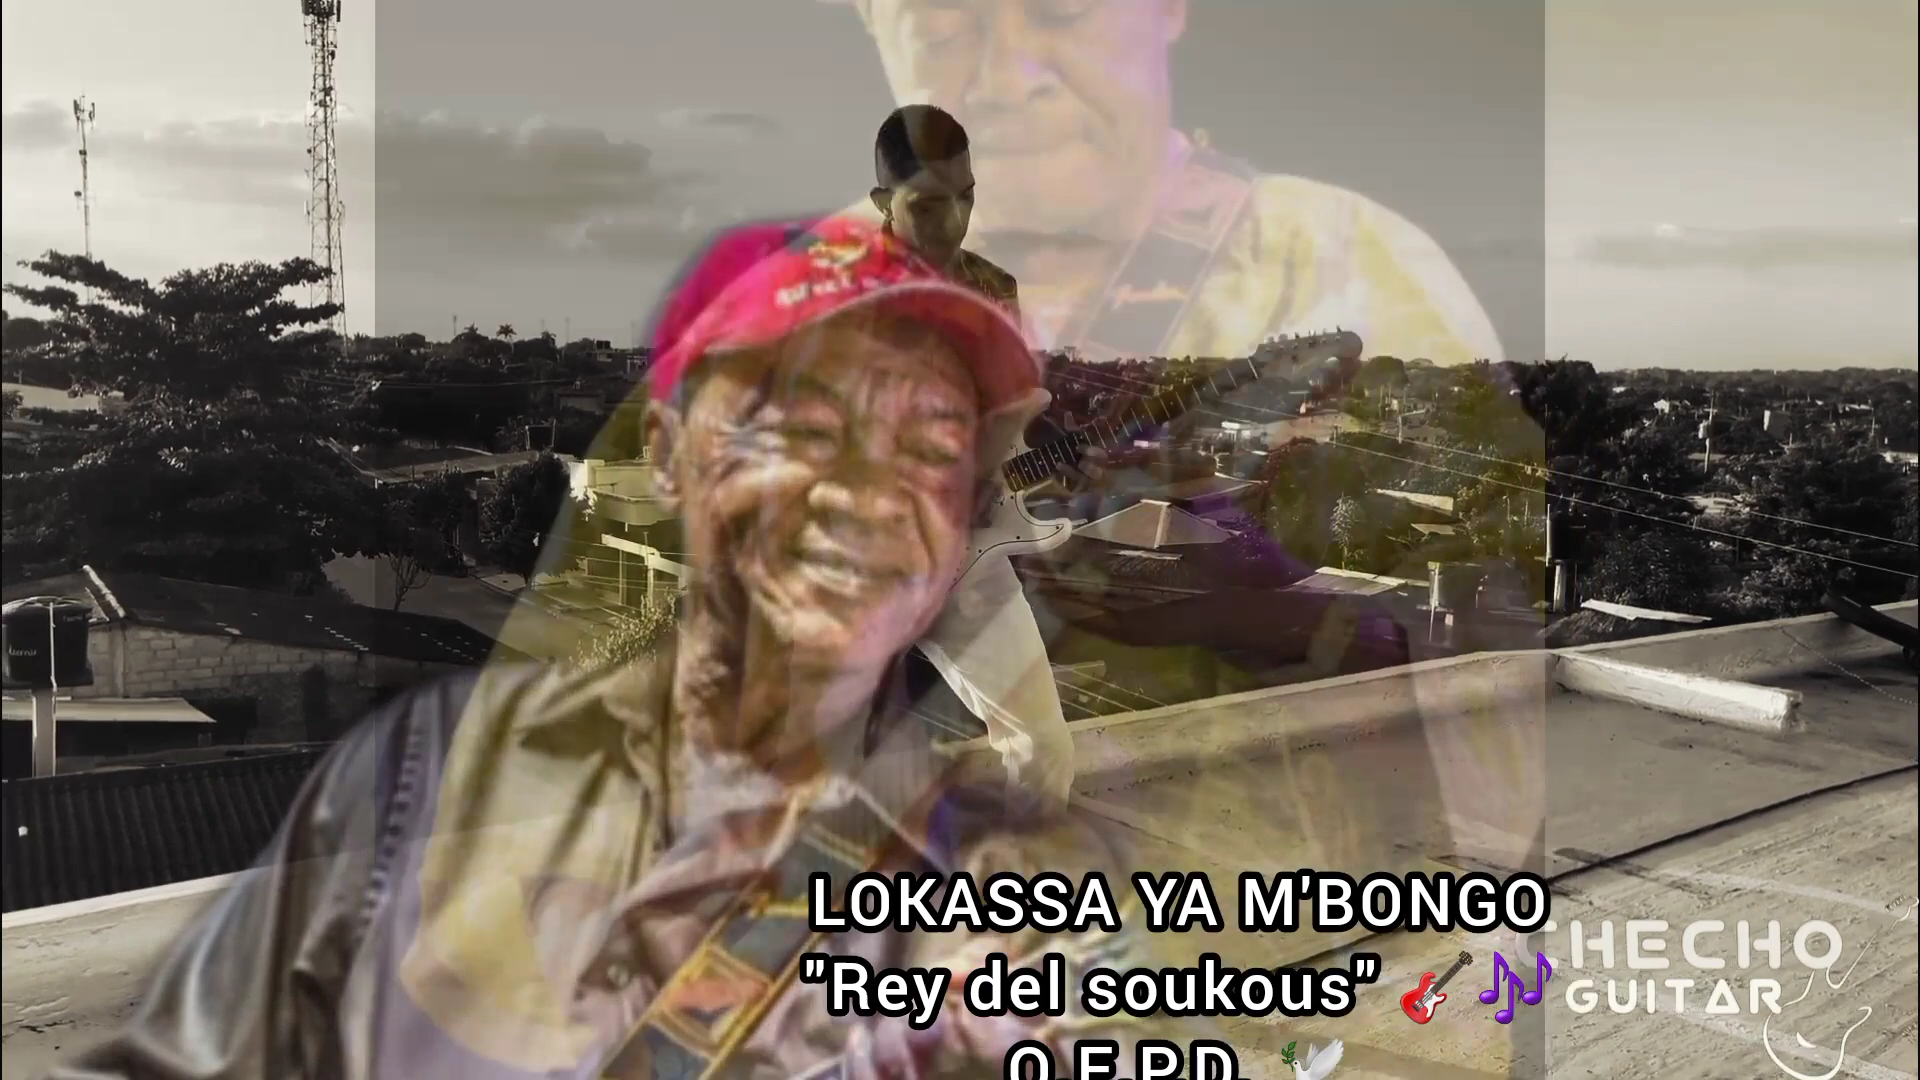 LOKASSA YA M'BONGO
"Rey del soukous" 🎸 🎶
Q.E.P.D. 🕊️
CHECHO
GUITAR